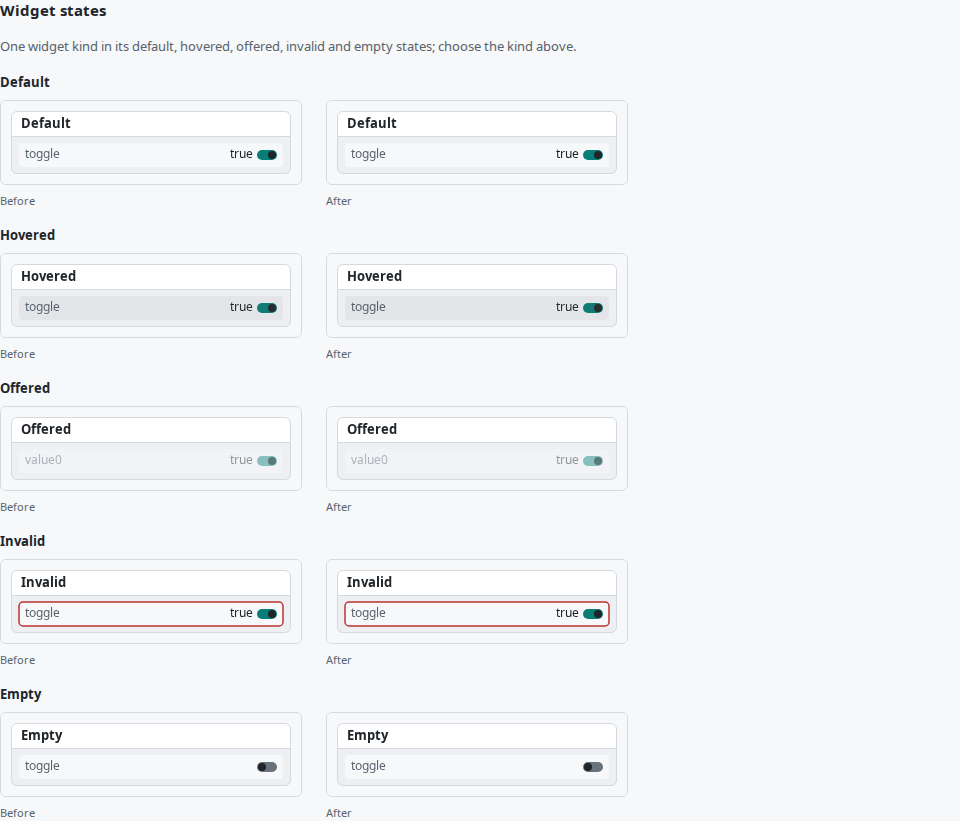 Widget states
One widget kind in its default, hovered, offered, invalid and empty states; choose the kind above.
Default
Default Default
toggle true toggle true
Before After
Hovered
Hovered Hovered
toggle true toggle true
Before After
Offered
Offered Offered
value0 true value0 true
Before After
Invalid
Invalid Invalid
toggle true toggle true
Before After
Empty
Empty Empty
toggle toggle
Before After